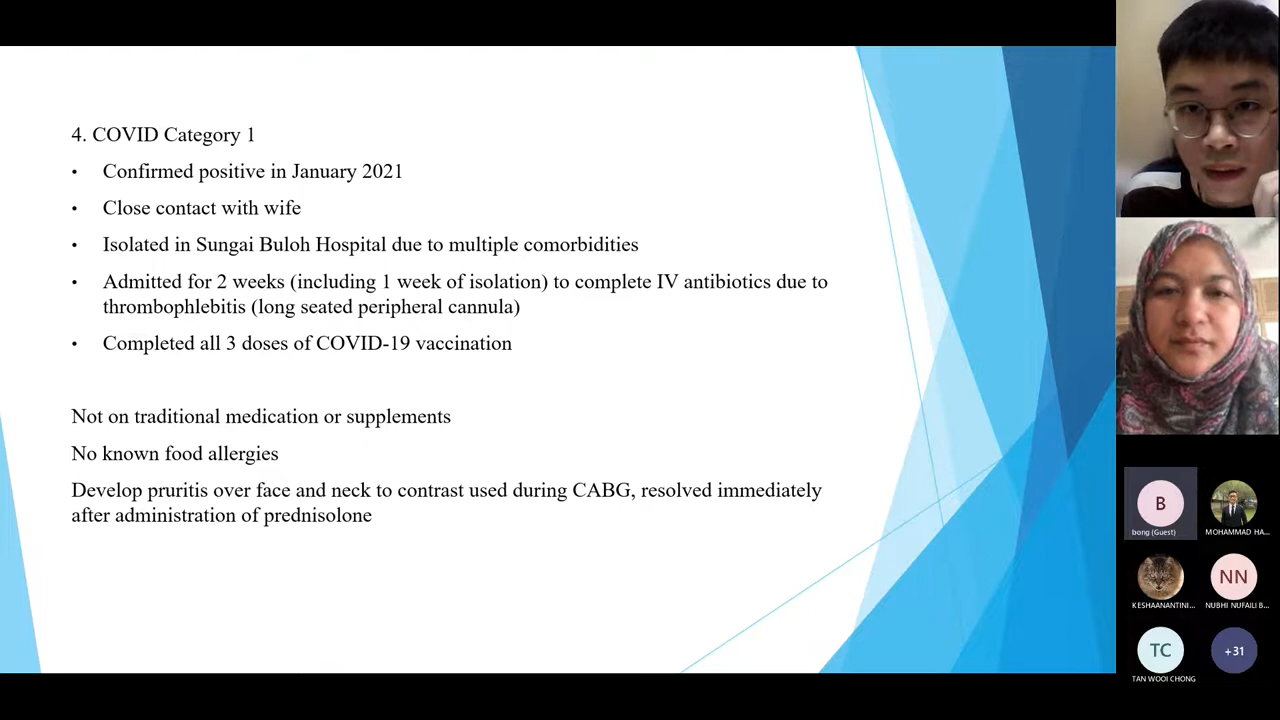 4. COVID Category 1
• Confirmed positive in January 2021
• Close contact with wife
• Isolated in Sungai Buloh Hospital due to multiple comorbidities
• Admitted for 2 weeks (including 1 week of isolation) to complete IV antibiotics due to
thrombophlebitis (long seated peripheral cannula)
• Completed all 3 doses of COVID-19 vaccination
Not on traditional medication or supplements
No known food allergies
Develop pruritis over face and neck to contrast used during CABG, resolved immediately
after administration of prednisolone
B
bong (Guest)
MOHAMMAD HA...
KESHAANANTINI...
NN
NUBHI NUFAILI B...
TC
TAN WOOI CHONG
+31